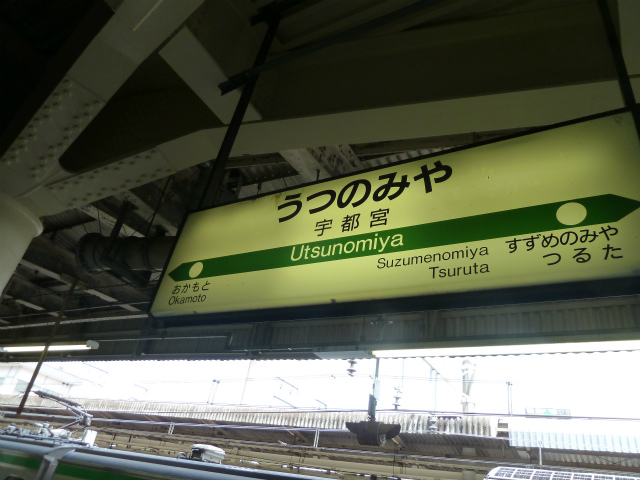 うつのみや
宇都宮
Utsunomiya
おかもと
Okamoto
Suzumenomiya
すずめのみや
Tsuruta
つるた